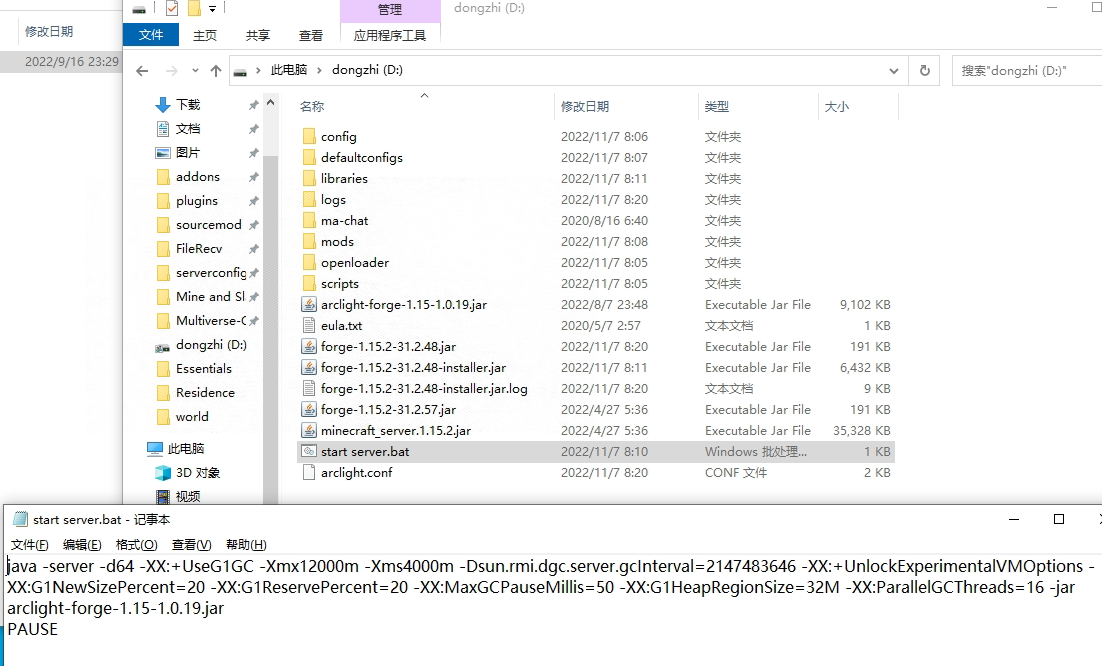 管理
dongzhi (D:)
修改日期
文件 主页 共享 查看 应用程序工具
2022/9/16 23:29
此电脑 › dongzhi (D:)
搜索"dongzhi (D:)"
下载
文档
图片
addons
plugins
sourcemod
FileRecv
serverconfig
Mine and Sl
Multiverse-C
dongzhi (D:)
Essentials
Residence
world
此电脑
3D 对象
视频
名称 修改日期 类型 大小
config 2022/11/7 8:06 文件夹
defaultconfigs 2022/11/7 8:07 文件夹
libraries 2022/11/7 8:11 文件夹
logs 2022/11/7 8:20 文件夹
ma-chat 2020/8/16 6:40 文件夹
mods 2022/11/7 8:08 文件夹
openloader 2022/11/7 8:05 文件夹
scripts 2022/11/7 8:05 文件夹
arclight-forge-1.15-1.0.19.jar 2022/8/7 23:48 Executable Jar File 9,102 KB
eula.txt 2020/5/7 2:57 文本文档 1 KB
forge-1.15.2-31.2.48.jar 2022/11/7 8:20 Executable Jar File 191 KB
forge-1.15.2-31.2.48-installer.jar 2022/11/7 8:11 Executable Jar File 6,432 KB
forge-1.15.2-31.2.48-installer.jar.log 2022/11/7 8:20 文本文档 9 KB
forge-1.15.2-31.2.57.jar 2022/4/27 5:36 Executable Jar File 191 KB
minecraft_server.1.15.2.jar 2022/4/27 5:36 Executable Jar File 35,328 KB
start server.bat 2022/11/7 8:10 Windows 批处理... 1 KB
arclight.conf 2022/11/7 8:20 CONF 文件 2 KB
start server.bat - 记事本
文件(F) 编辑(E) 格式(O) 查看(V) 帮助(H)
java -server -d64 -XX:+UseG1GC -Xmx12000m -Xms4000m -Dsun.rmi.dgc.server.gcInterval=2147483646 -XX:+UnlockExperimentalVMOptions -
XX:G1NewSizePercent=20 -XX:G1ReservePercent=20 -XX:MaxGCPauseMillis=50 -XX:G1HeapRegionSize=32M -XX:ParallelGCThreads=16 -jar
arclight-forge-1.15-1.0.19.jar
PAUSE